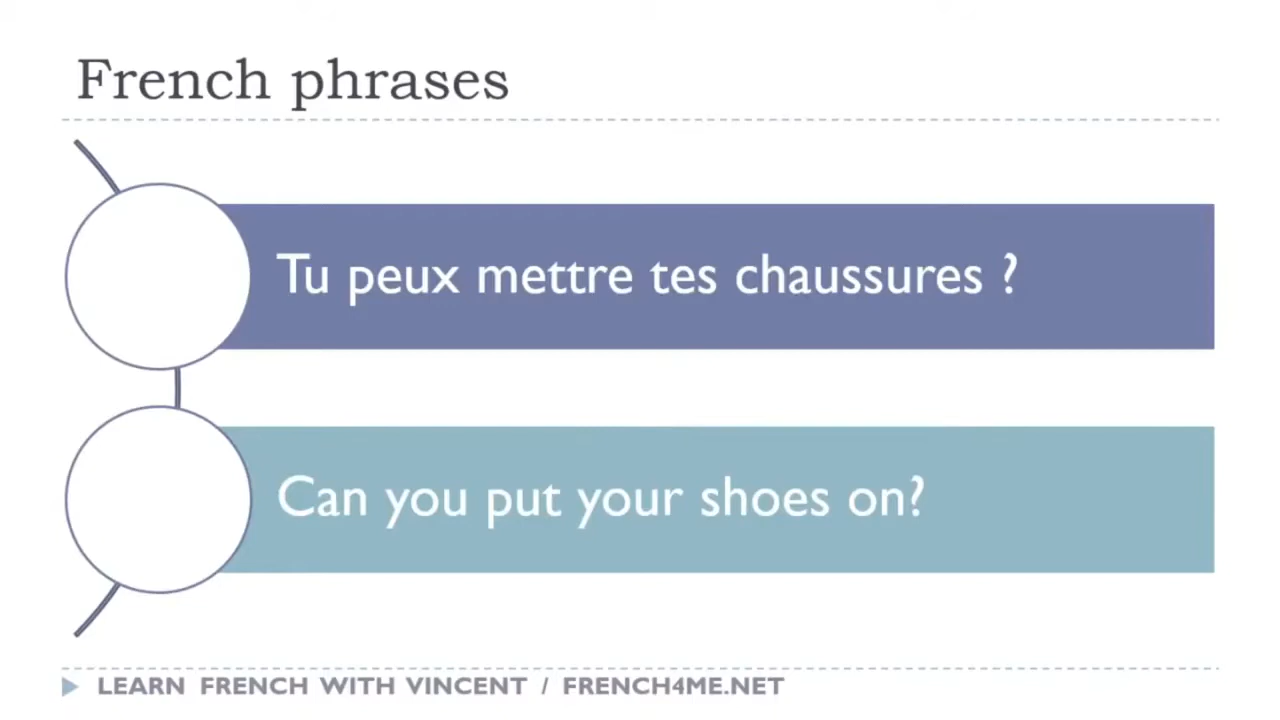 French phrases
Tu peux mettre tes chaussures ?
Can you put your shoes on?
LEARN FRENCH WITH VINCENT / FRENCH4ME.NET